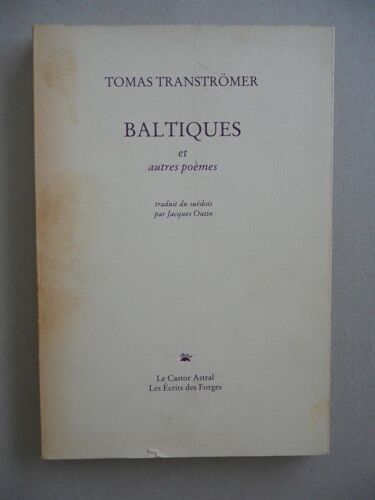 TOMAS TRANSTRÖMER
BALTIQUES
et
autres poèmes
traduit du suédois
par Jacques Outin
Le Castor Astral
Les Écrits des Forges